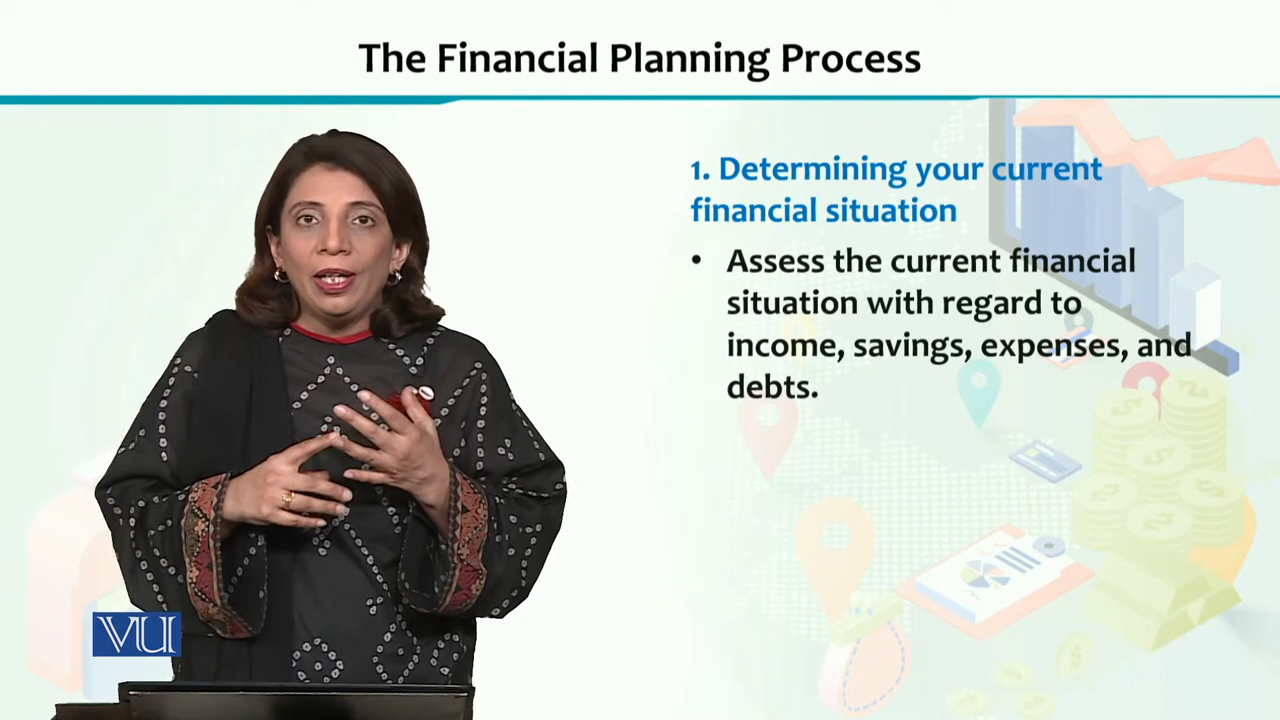 The Financial Planning Process
1. Determining your current
financial situation
• Assess the current financial
situation with regard to
income, savings, expenses, and
debts.
VU